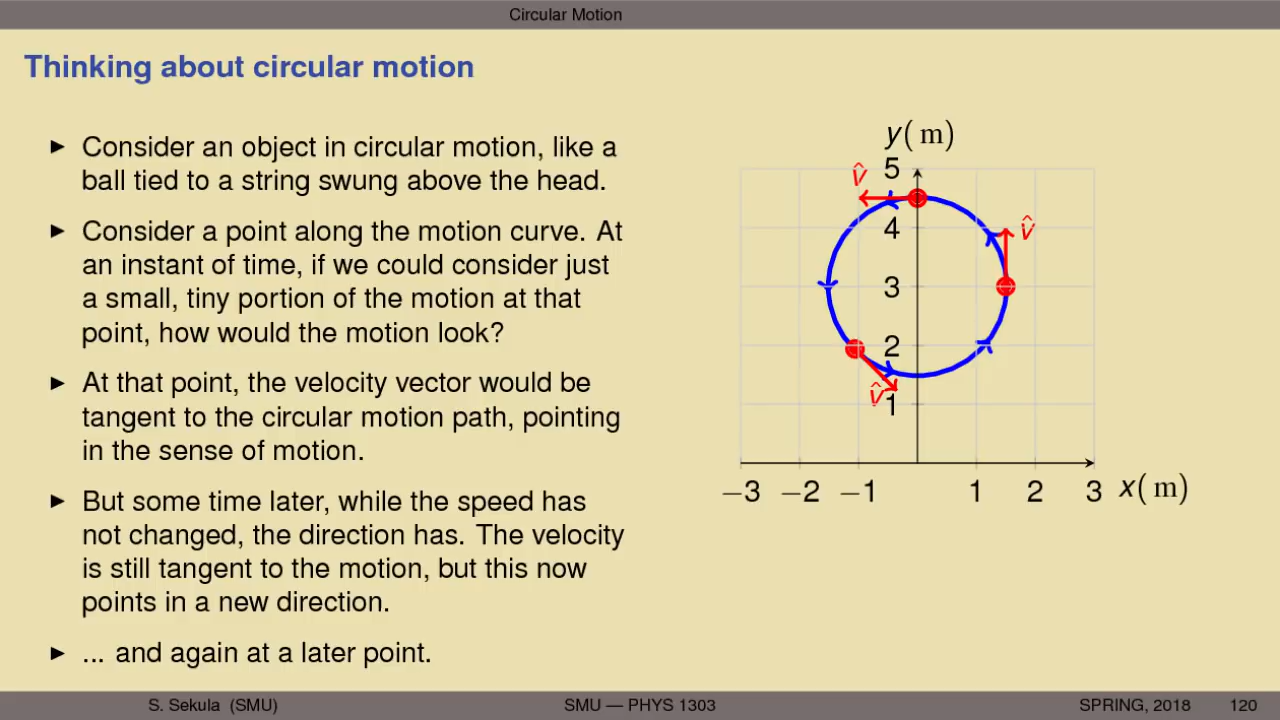 Circular Motion
Thinking about circular motion
► Consider an object in circular motion, like a
ball tied to a string swung above the head.
► Consider a point along the motion curve. At
an instant of time, if we could consider just
a small, tiny portion of the motion at that
point, how would the motion look?
► At that point, the velocity vector would be
tangent to the circular motion path, pointing
in the sense of motion.
► But some time later, while the speed has
not changed, the direction has. The velocity
is still tangent to the motion, but this now
points in a new direction.
► ... and again at a later point.
y(m)
5
v̂
4
v̂
3
2
v̂
1
−3 −2 −1 1 2 3 x(m)
S. Sekula (SMU) SMU — PHYS 1303 SPRING, 2018 120